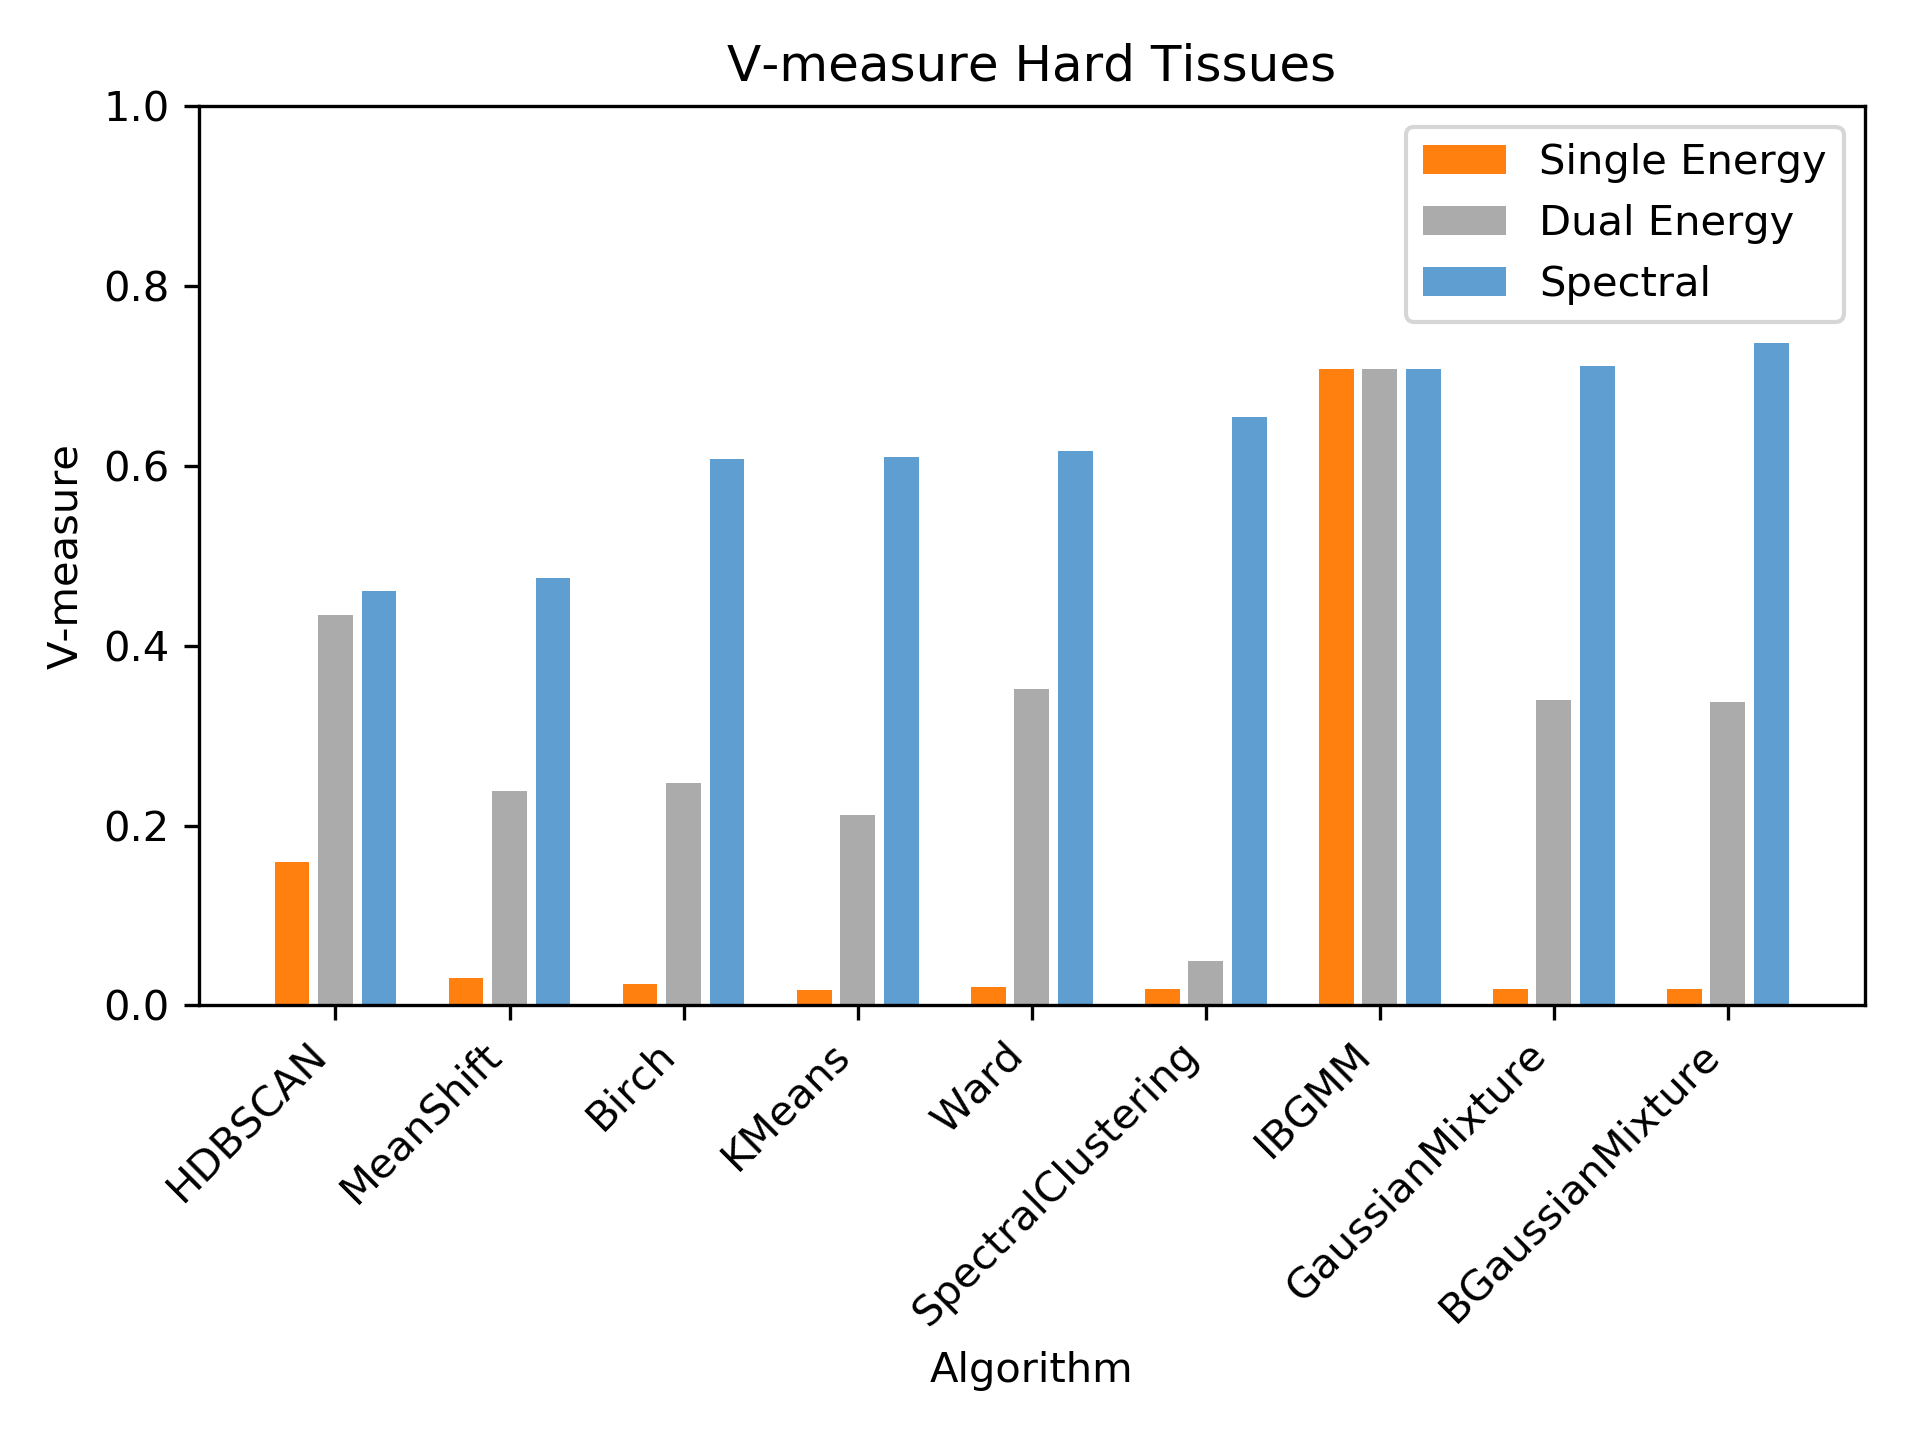 V-measure Hard Tissues
1.0
0.8
0.6
0.4
0.2
0.0
V-measure
Single Energy
Dual Energy
Spectral
HDBSCAN
MeanShift
Birch
KMeans
Ward
SpectralClustering
IBGMM
GaussianMixture
BGaussianMixture
Algorithm